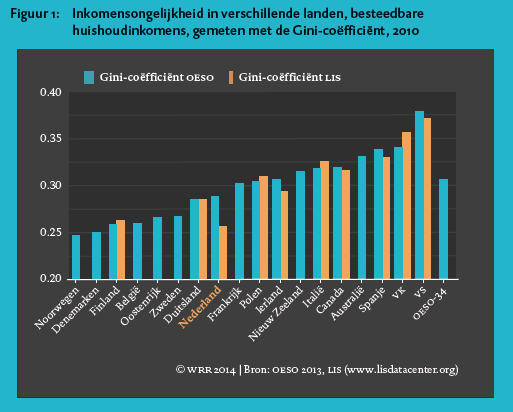 Figuur 1: Inkomensongelijkheid in verschillende landen, besteedbare
huishoudinkomens, gemeten met de Gini-coëfficiënt, 2010
Gini-coëfficiënt OESO
Gini-coëfficiënt LIS
0.40
0.35
0.30
0.25
0.20
Noorwegen
Denemarken
Finland
België
Oostenrijk
Zweden
Duitsland
Nederland
Frankrijk
Polen
Ierland
Nieuw Zeeland
Italië
Canada
Australië
Spanje
VK
VS
OESO-34
© WRR 2014 | Bron: OESO 2013, LIS (www.lisdatacenter.org)